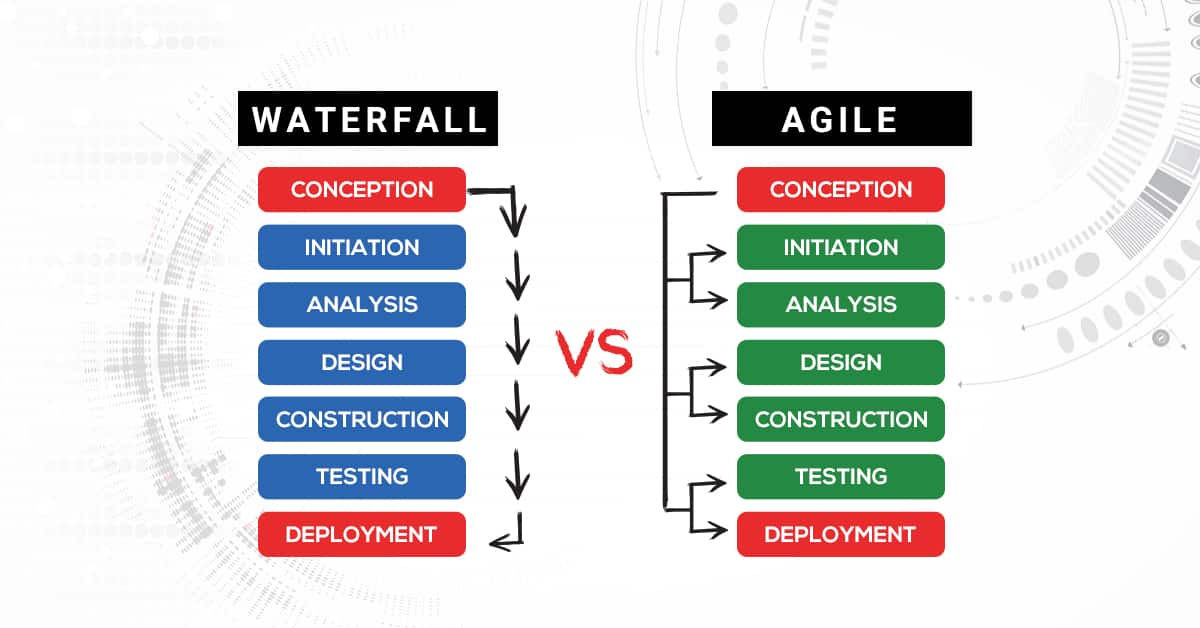 WATERFALL
CONCEPTION
INITIATION
ANALYSIS
DESIGN
CONSTRUCTION
TESTING
DEPLOYMENT
VS
AGILE
CONCEPTION
INITIATION
ANALYSIS
DESIGN
CONSTRUCTION
TESTING
DEPLOYMENT